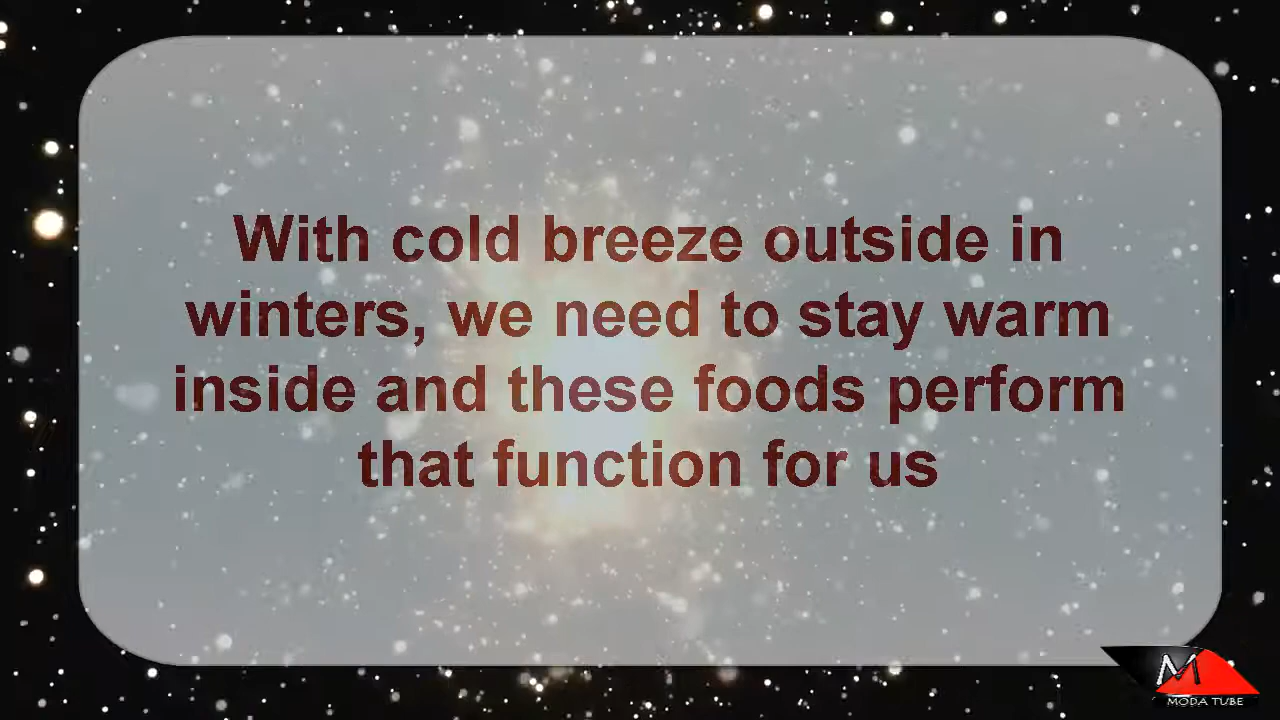 With cold breeze outside in
winters, we need to stay warm
inside and these foods perform
that function for us
M
MODA TUBE